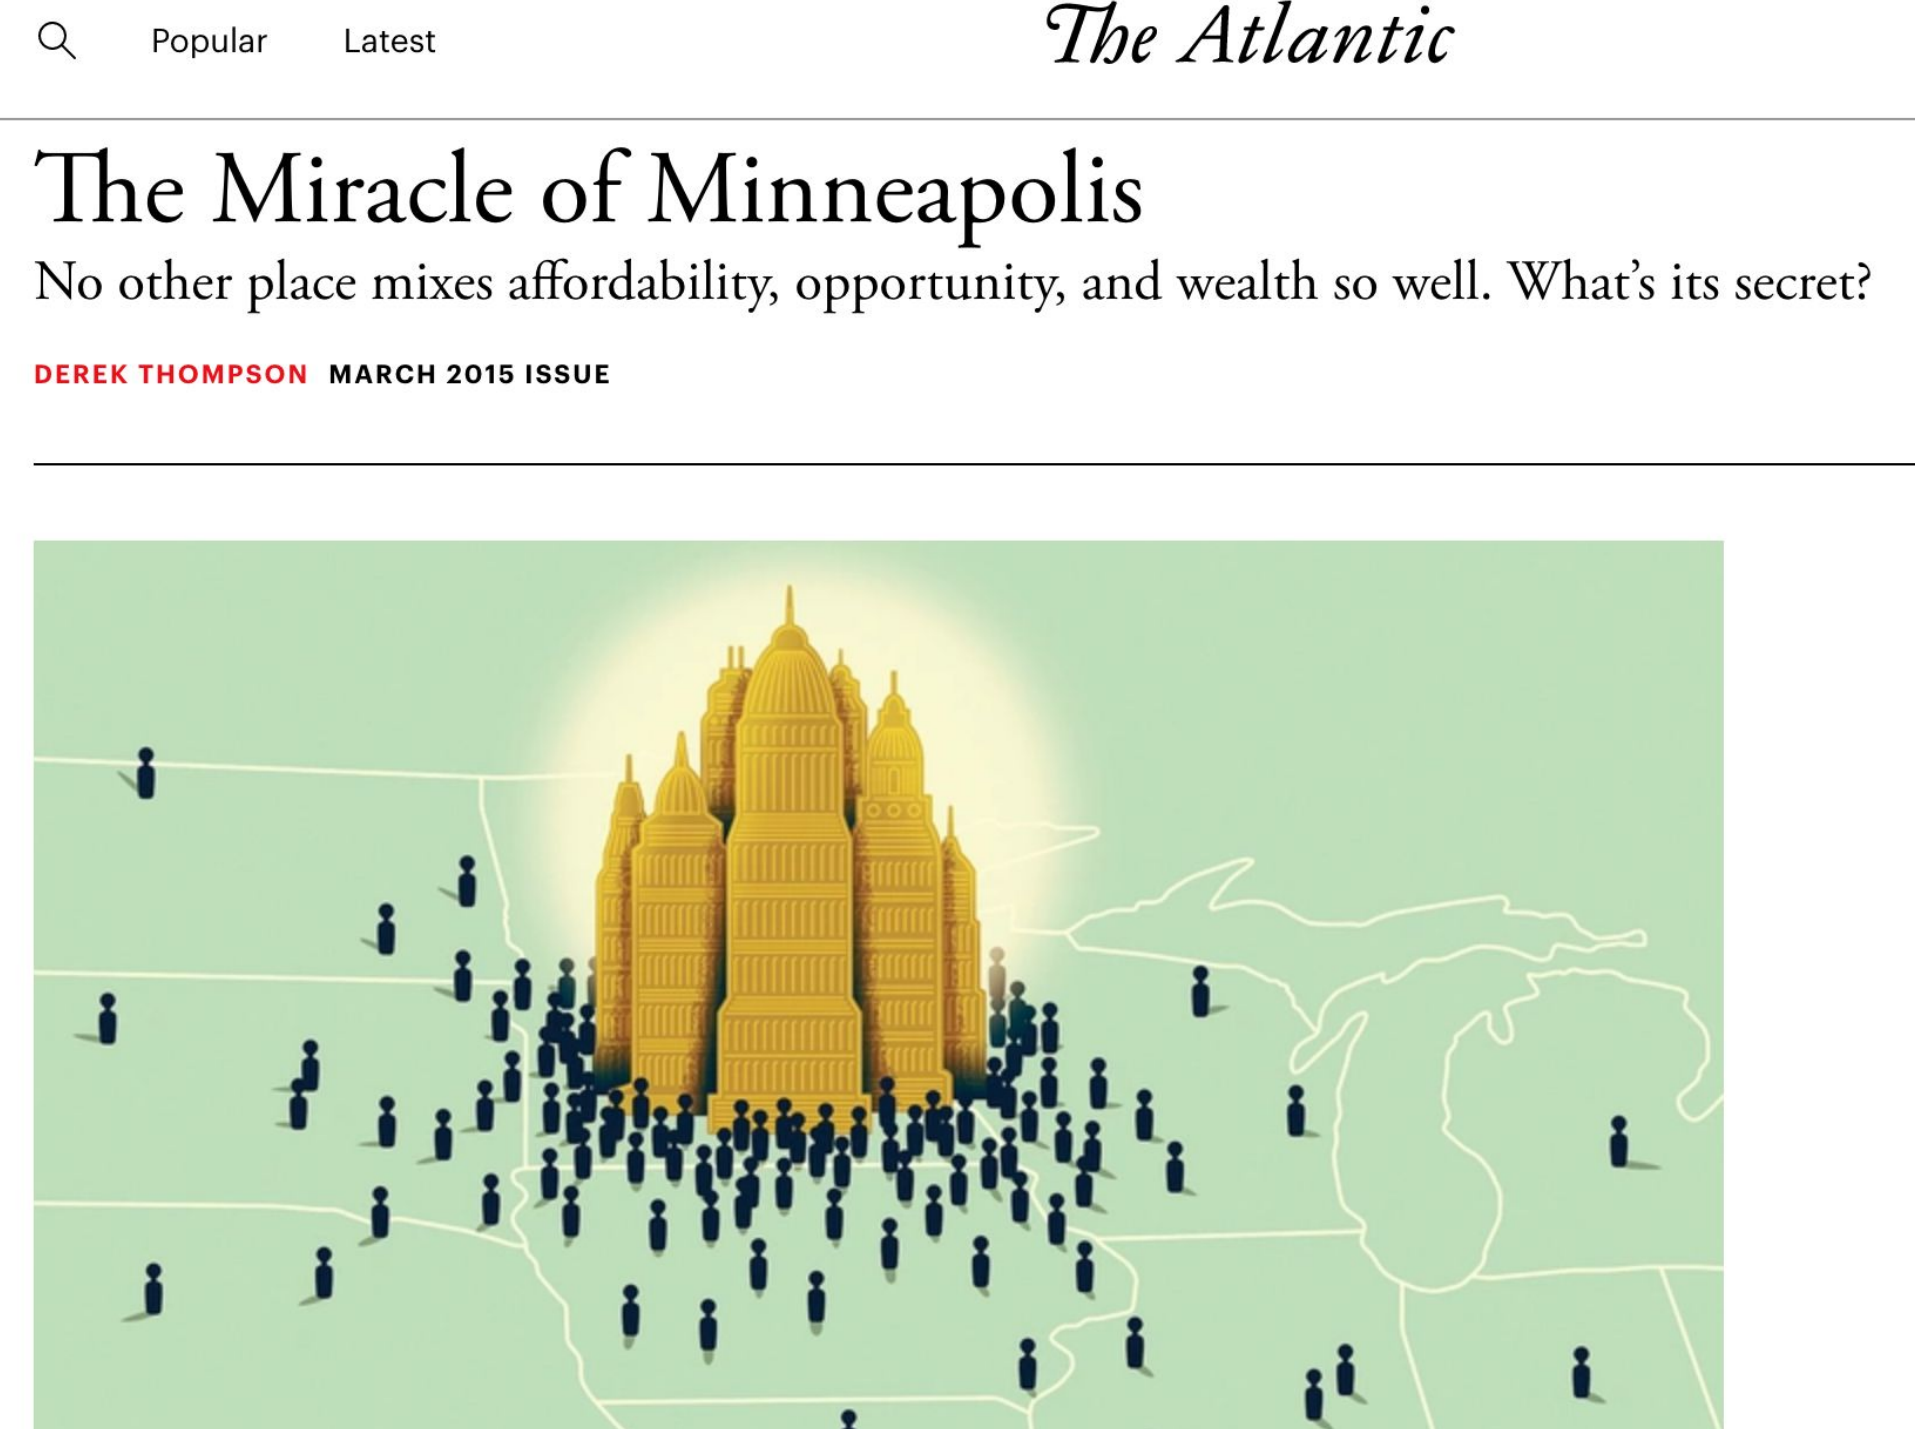 Popular Latest The Atlantic
The Miracle of Minneapolis
No other place mixes affordability, opportunity, and wealth so well. What’s its secret?
DEREK THOMPSON MARCH 2015 ISSUE